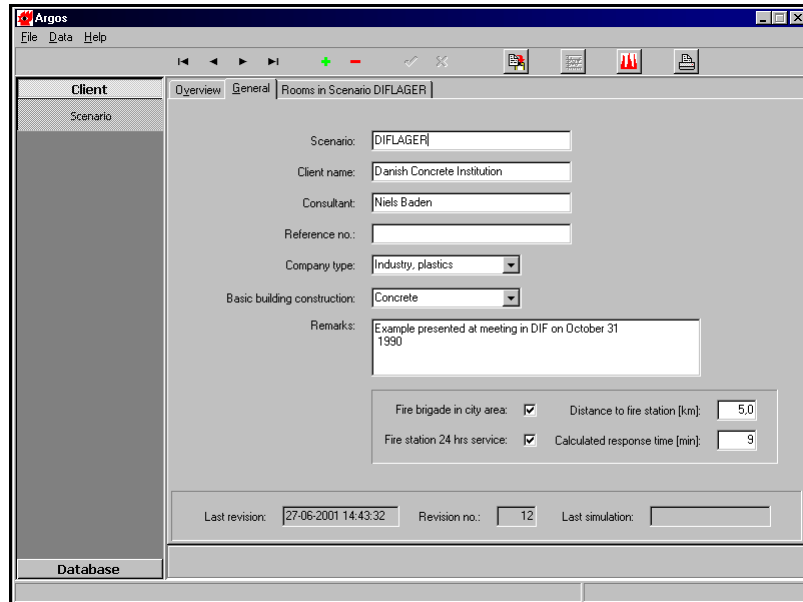 Argos
File Data Help
Client
Scenario
Overview General Rooms in Scenario DIFLAGER
Scenario: DIFLAGER
Client name: Danish Concrete Institution
Consultant: Niels Baden
Reference no.:
Company type: Industry, plastics
Basic building construction: Concrete
Remarks: Example presented at meeting in DIF on October 31
1990
Fire brigade in city area: Distance to fire station [km]: 5,0
Fire station 24 hrs service: Calculated response time [min]: 9
Last revision: 27-06-2001 14:43:32 Revision no.: 12 Last simulation:
Database